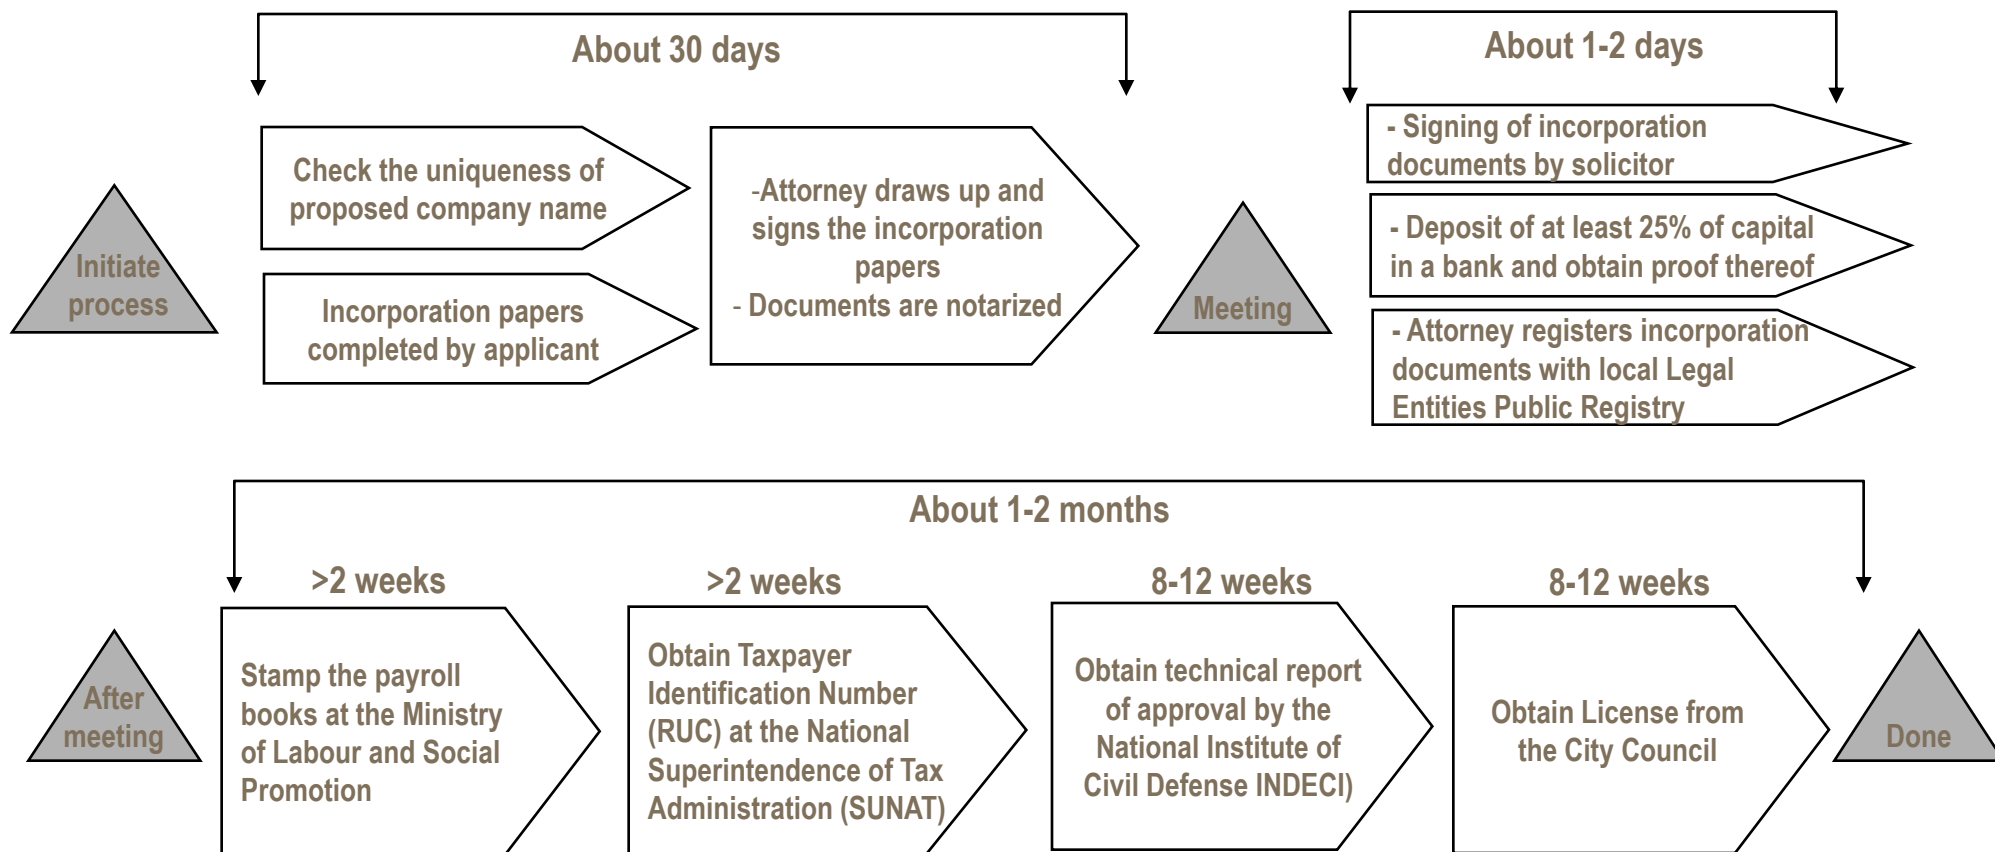 About 30 days
About 1-2 days
Initiate
process
Check the uniqueness of
proposed company name
Incorporation papers
completed by applicant
-Attorney draws up and
signs the incorporation
papers
- Documents are notarized
Meeting
- Signing of incorporation
documents by solicitor
- Deposit of at least 25% of capital
in a bank and obtain proof thereof
- Attorney registers incorporation
documents with local Legal
Entities Public Registry
About 1-2 months
After
meeting
>2 weeks
Stamp the payroll
books at the Ministry
of Labour and Social
Promotion
>2 weeks
Obtain Taxpayer
Identification Number
(RUC) at the National
Superintendence of Tax
Administration (SUNAT)
8-12 weeks
Obtain technical report
of approval by the
National Institute of
Civil Defense INDECI)
8-12 weeks
Obtain License from
the City Council
Done